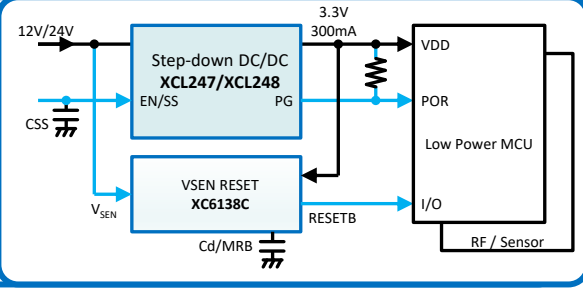 12V/24V
3.3V
300mA
Step-down DC/DC
XCL247/XCL248
EN/SS
PG
CSS
VDD
POR
Low Power MCU
I/O
RF / Sensor
VSEN RESET
XC6138C
VSEN
RESETB
Cd/MRB